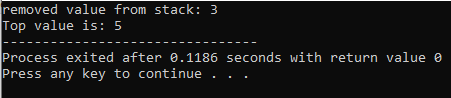 removed value from stack: 3
Top value is: 5
--------------------------------
Process exited after 0.1186 seconds with return value 0
Press any key to continue . . .